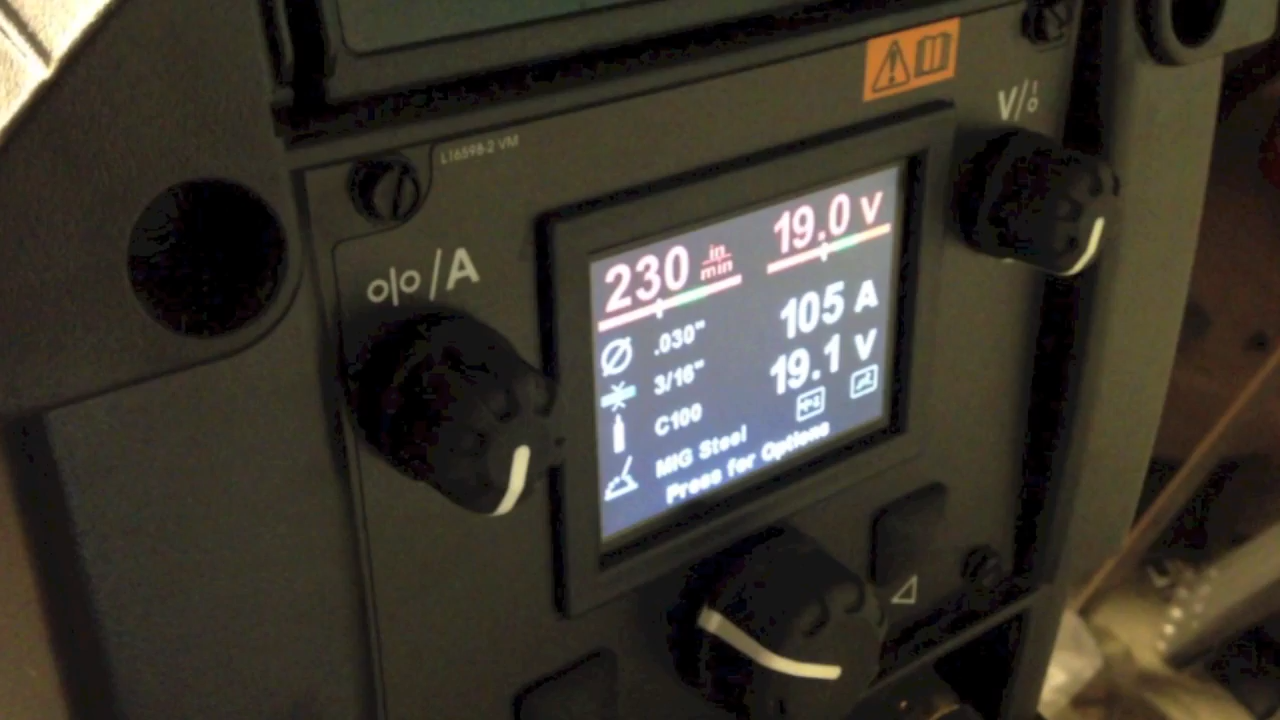 L16598-2 VM
V/
/A
230 in/min
19.0 V
.030"
105 A
3/16"
19.1 V
C100
MIG Steel
Press for Options